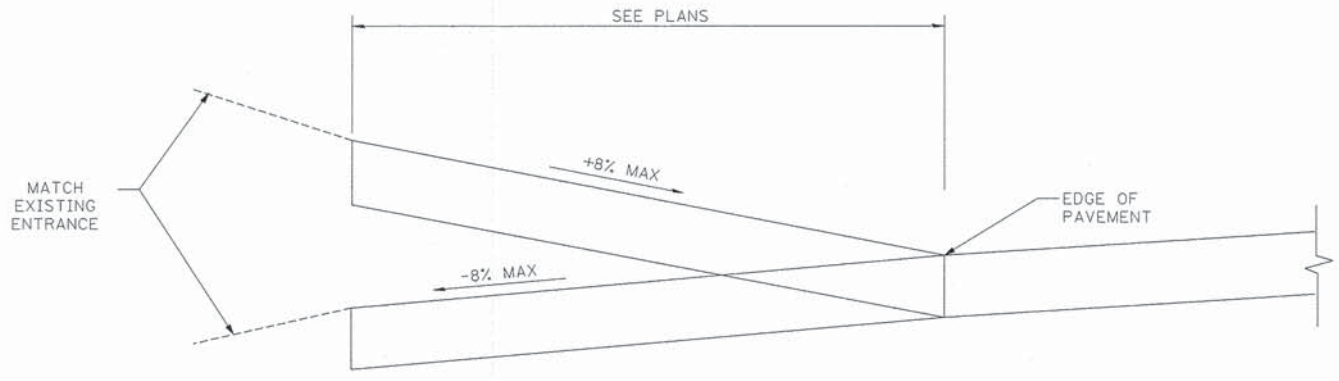 SEE PLANS
+8% MAX
MATCH
EXISTING
ENTRANCE
EDGE OF
PAVEMENT
-8% MAX